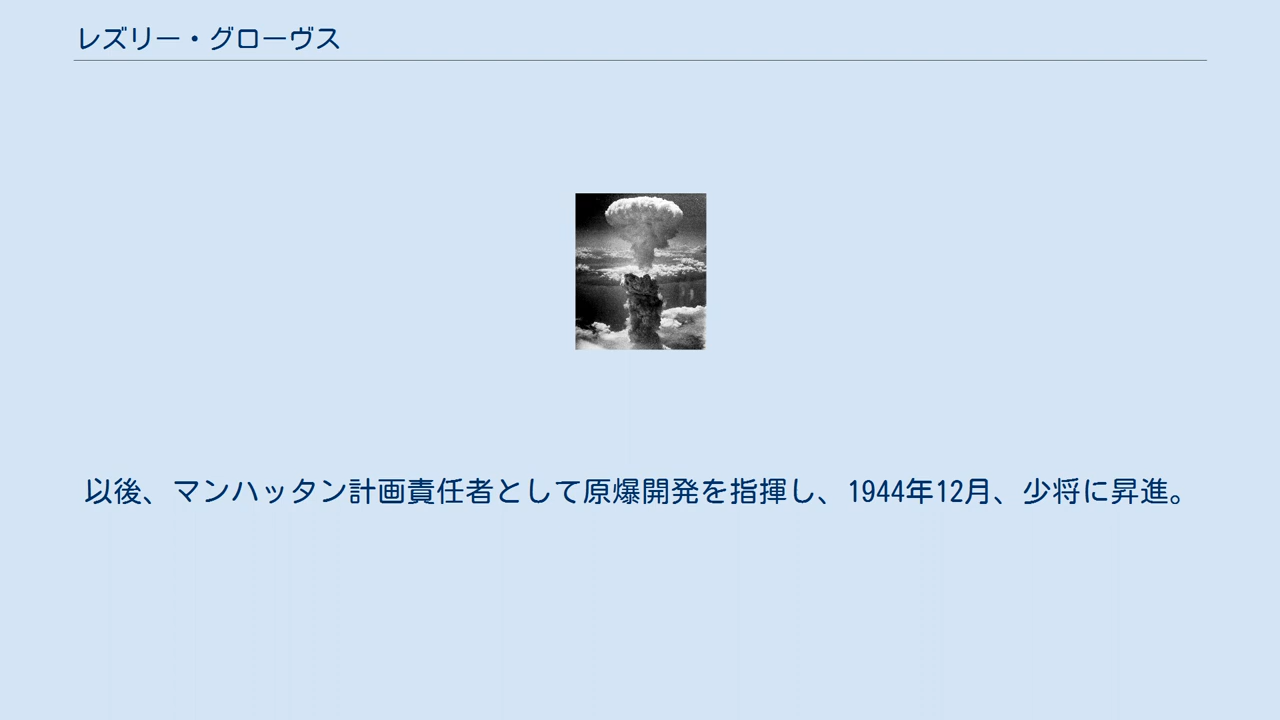 レズリー・グローヴス
以後、マンハッタン計画責任者として原爆開発を指揮し、1944年12月、少将に昇進。